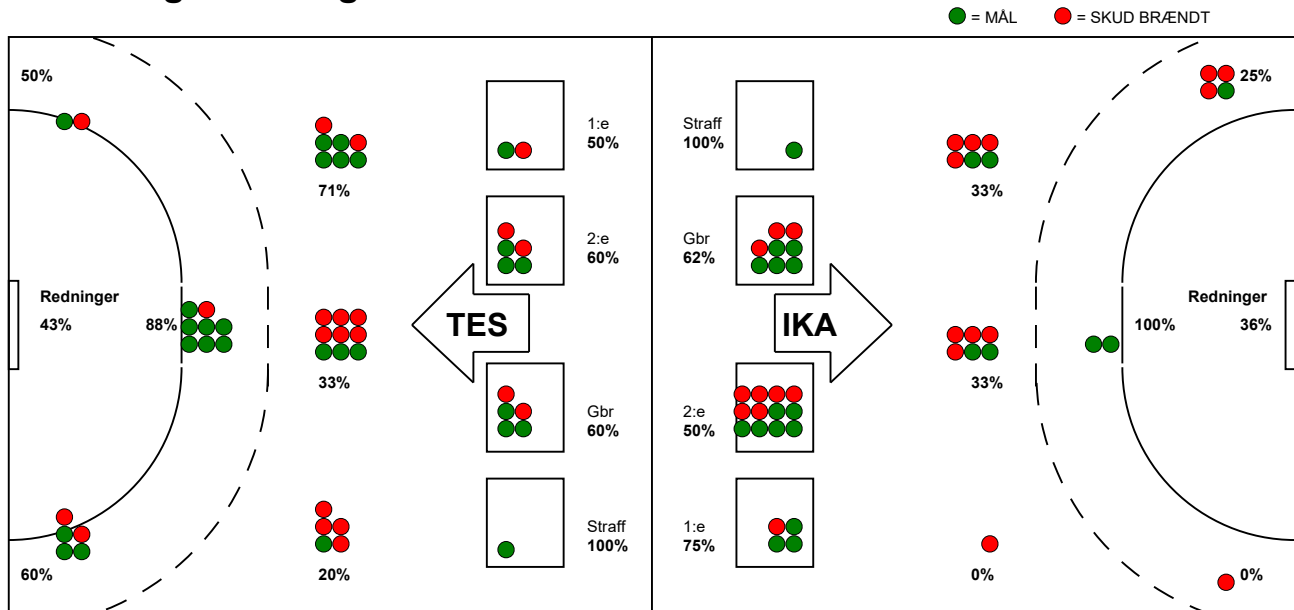 = MÅL = SKUD BRÆNDT
50%
25%
1:e
50%
Straff
100%
71%
33%
2:e
60%
Gbr
62%
Redninger
43%
88%
TES
IKA
100%
Redninger
36%
33%
33%
Gbr
60%
2:e
50%
Straff
100%
1:e
75%
60%
20%
0%
0%